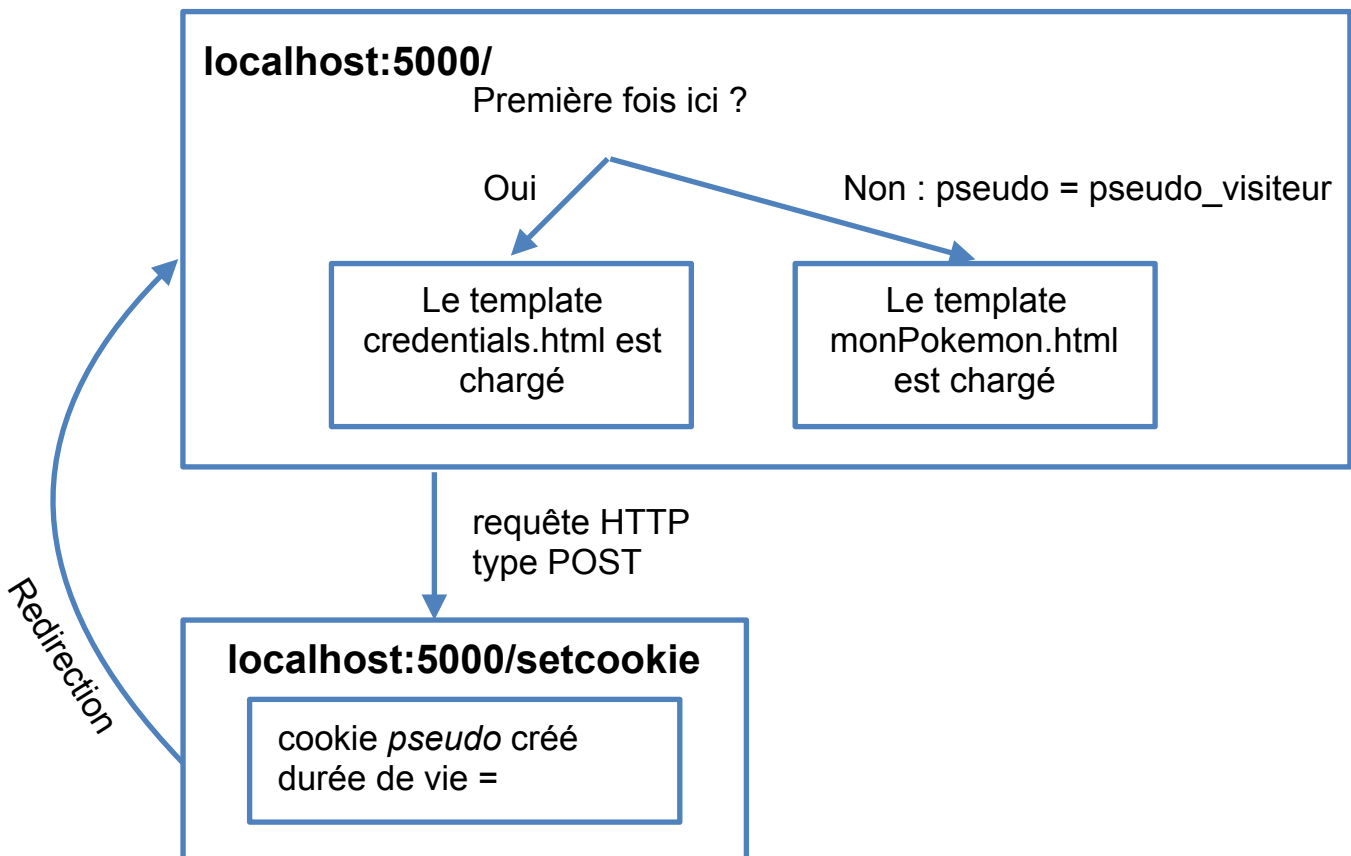 localhost:5000/
Première fois ici ?
Oui
Non : pseudo = pseudo_visiteur
Le template
credentials.html est
chargé
Le template
monPokemon.html
est chargé
requête HTTP
type POST
Redirection
localhost:5000/setcookie
cookie pseudo créé
durée de vie =